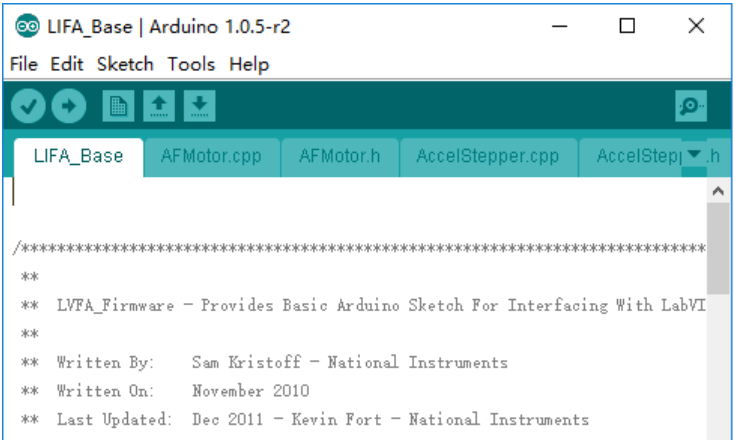 LIFA_Base | Arduino 1.0.5-r2
File Edit Sketch Tools Help
LIFA_Base AFMotor.cpp AFMotor.h AccelStepper.cpp AccelStep .h
/*****************************************************************************
**
** LVFA_Firmware - Provides Basic Arduino Sketch For Interfacing With LabVI
**
** Written By: Sam Kristoff - National Instruments
** Written On: November 2010
** Last Updated: Dec 2011 - Kevin Fort - National Instruments